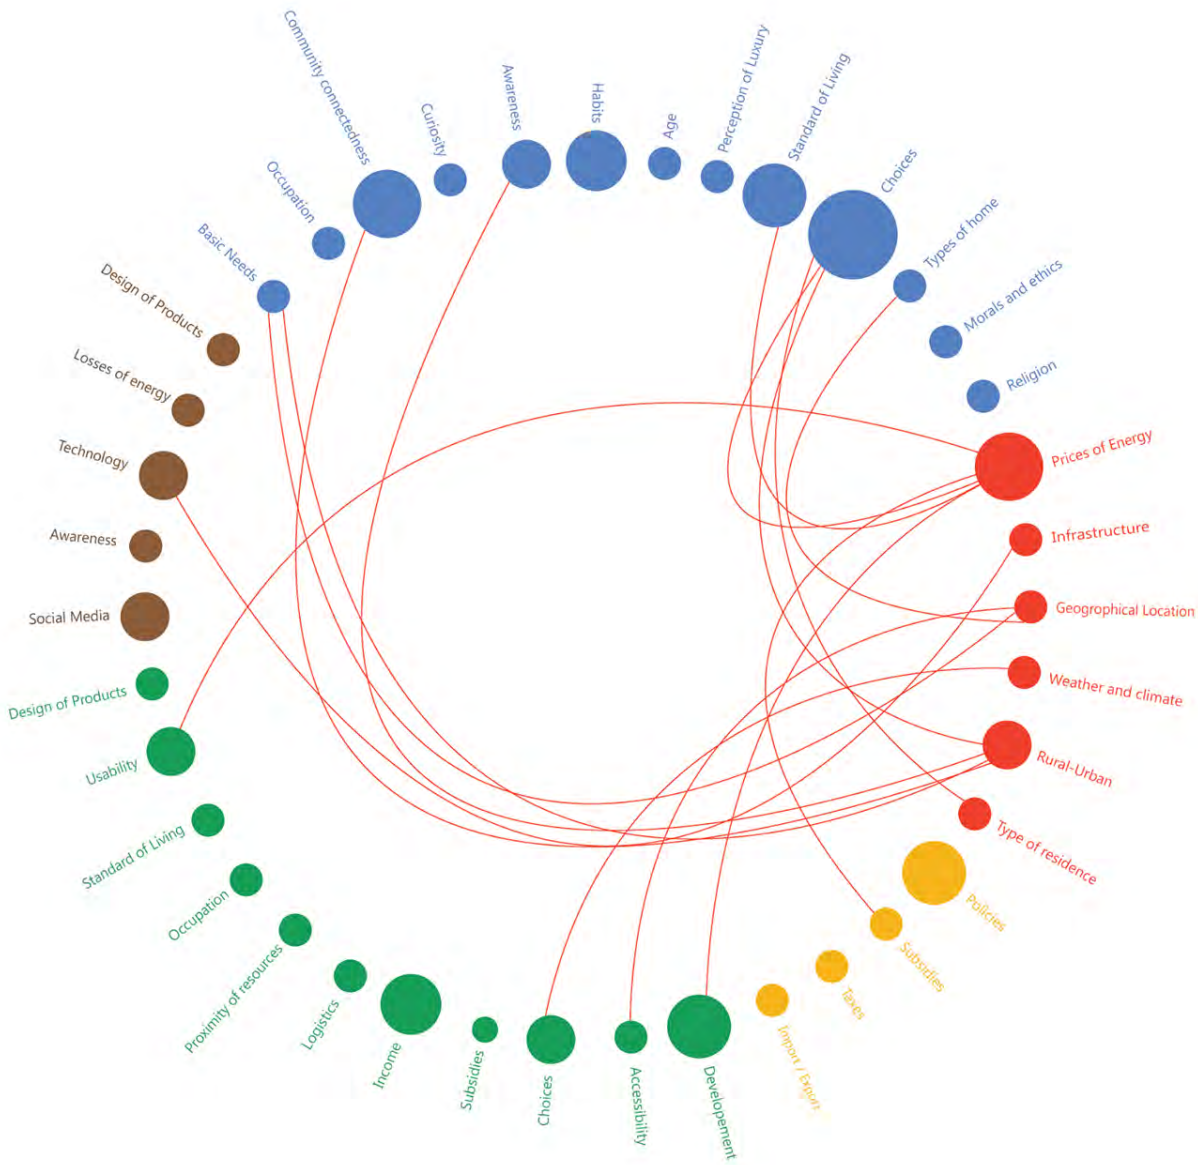 Community connectedness
Curiosity
Awareness
Habits
Age
Perception of Luxury
Standard of Living
Choices
Types of home
Morals and ethics
Religion
Prices of Energy
Infrastructure
Geogrophical Location
Weather and climate
Rural-Urban
Type of residence
Policies
Subsidies
Taxes
Import / Export
Developement
Accessibility
Choices
Subsidies
Income
Logistics
Proximity of resources
Occupation
Standard of Living
Usability
Design of Products
Social Media
Awareness
Technology
Losses of energy
Design of Products
Basic Needs
Occupation